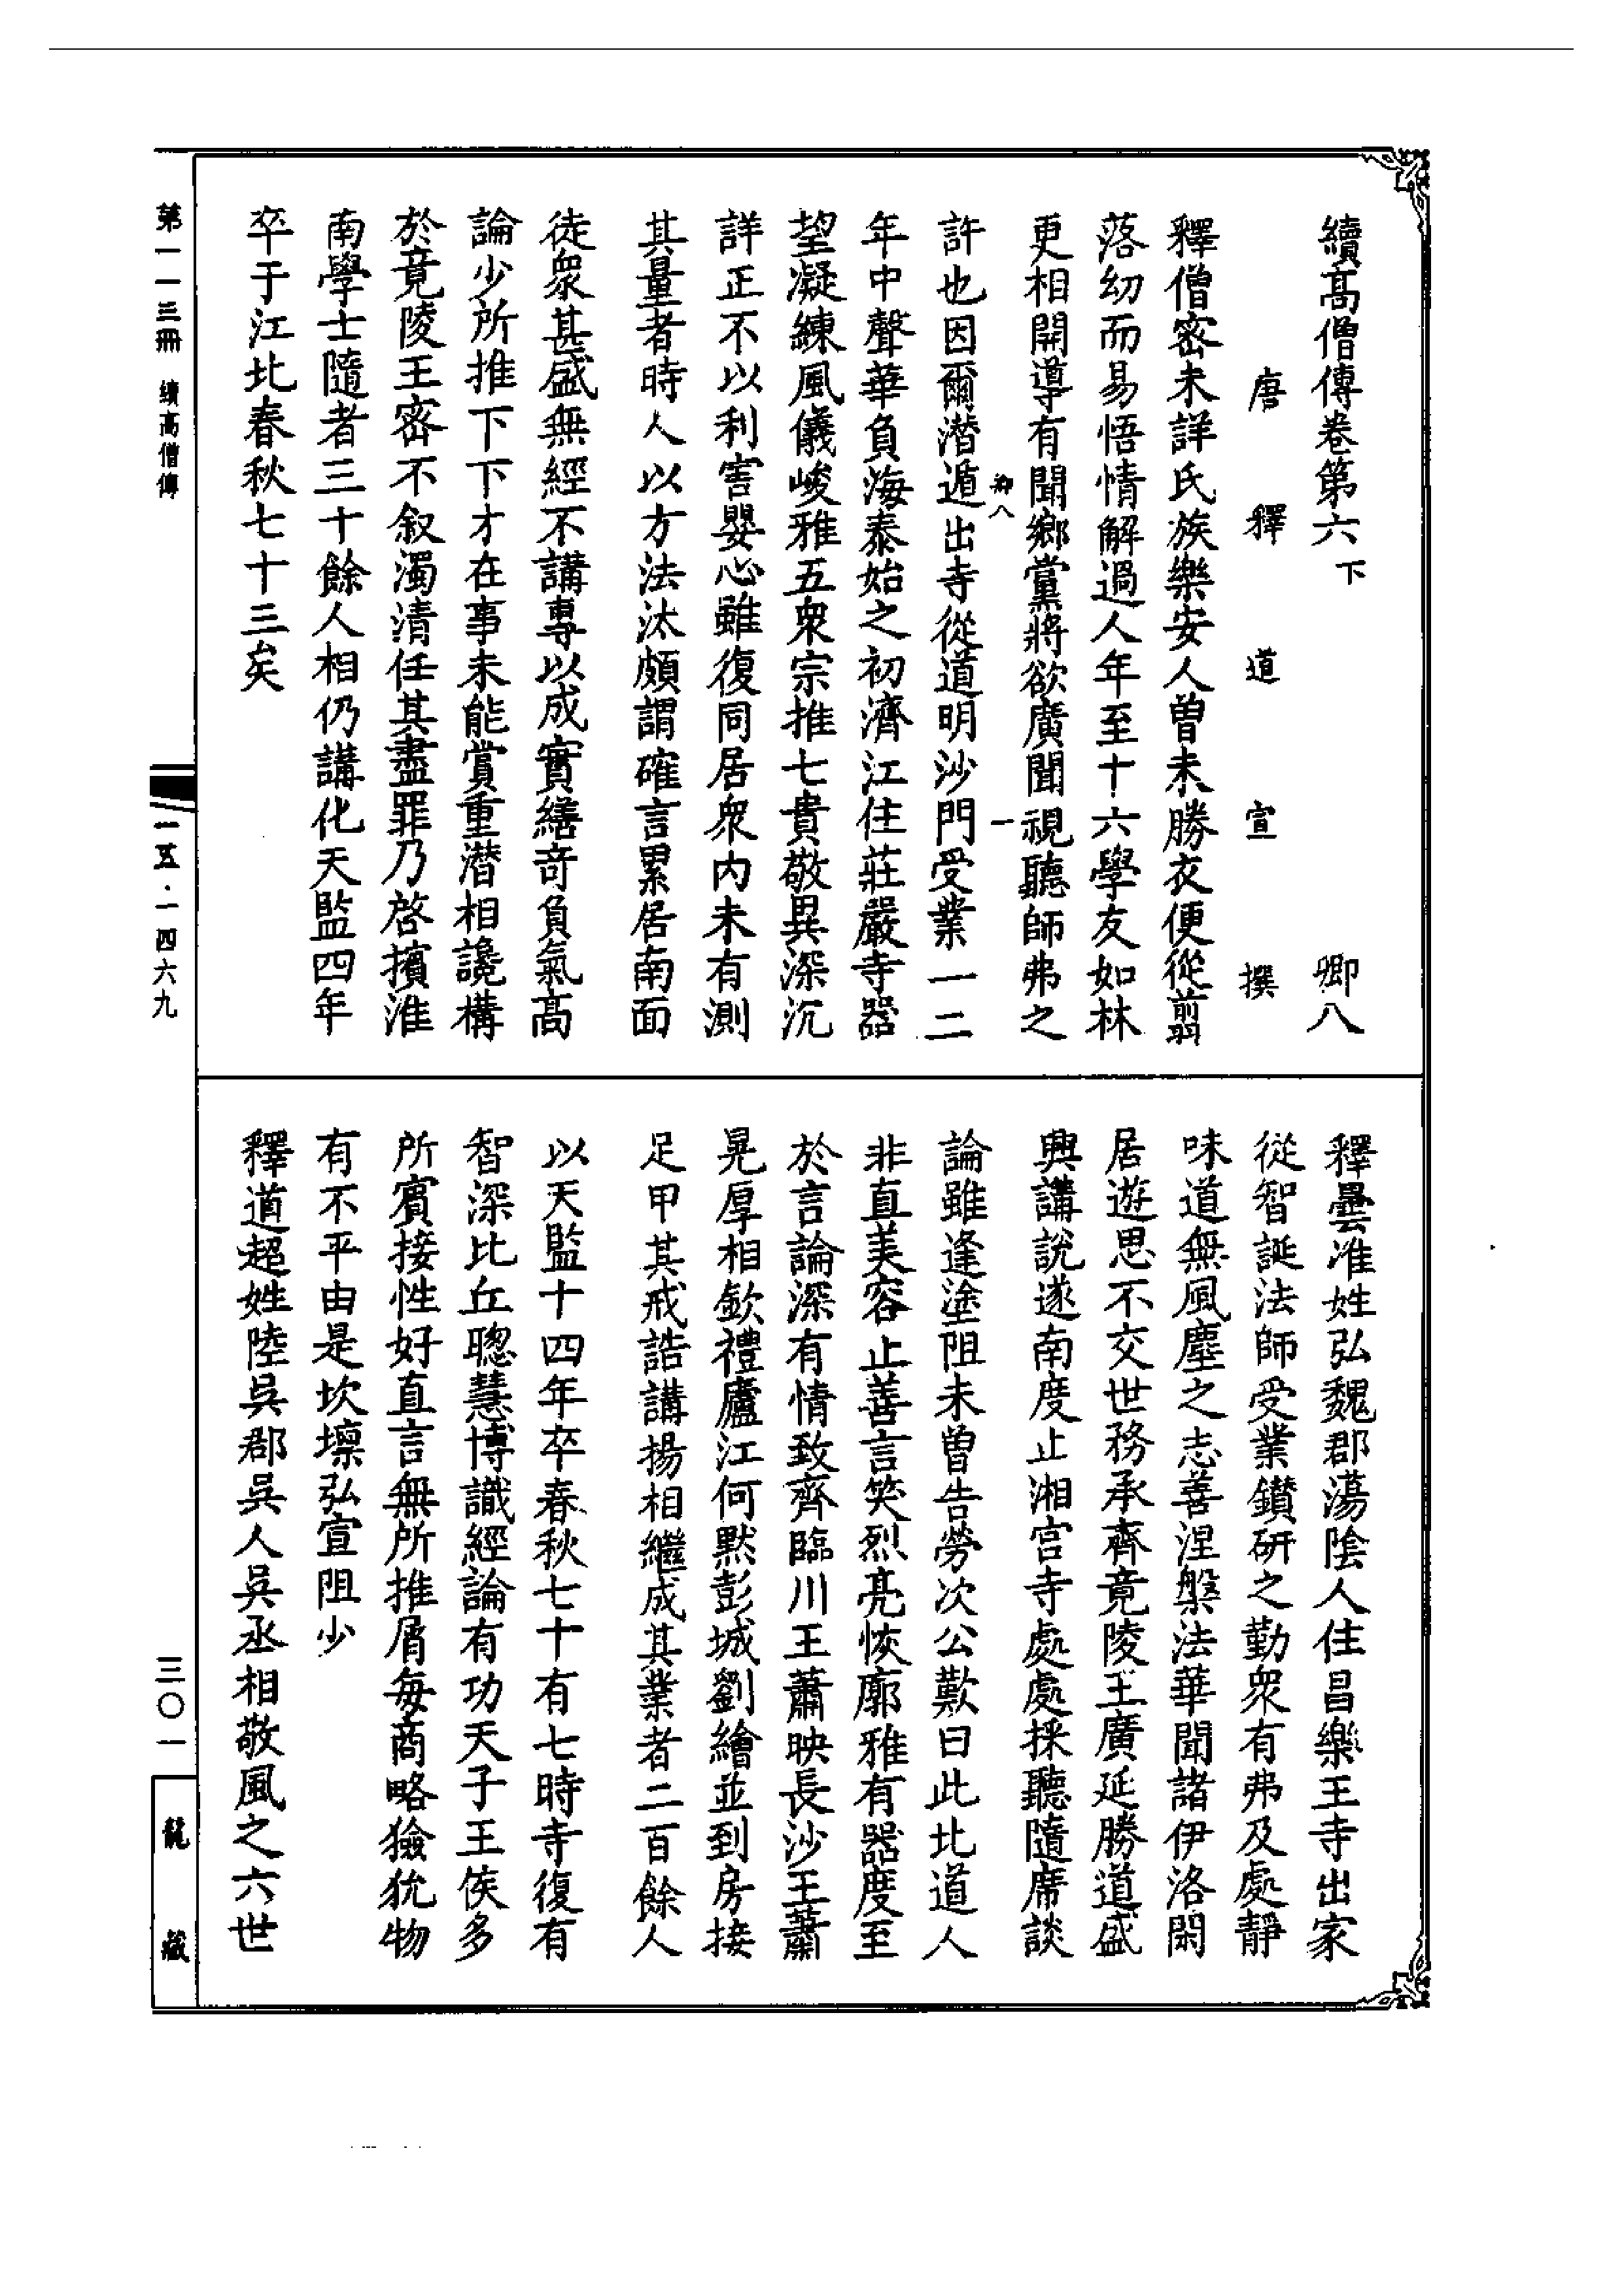 續高僧傳卷第六下　卿八
唐釋道宣撰
釋僧密未詳氏族樂安人曽未勝衣便從翦
落幼而易悟情解過人年至十六學友如林
更相開導有聞鄉黨將欲廣聞視聽師弗之
卿八　一
許也因爾潜遁出寺從道明沙門受業一二
年中聲華負海泰始之初濟江住莊嚴寺器
望凝練風儀峻雅五衆宗推七貴敬異深沉
詳正不以利害嬰心雖復同居衆内未有測
其量者時人以方法汰頗謂確言累居南面
徒衆甚盛無經不講專以成實繕奇負氣髙
論少所推下下才在事未能賞重潜相讒構
於竟陵王密不叙濁清任其盡罪乃啓擯淮
南學士隨者三十餘人相仍講化天監四年
卒于江北春秋七十三矣
釋曇准姓弘魏郡蕩陰人住昌樂王寺出家
從智誕法師受業鑚研之勤衆有弗及處靜
味道無風塵之志善涅槃法華聞諸伊洛閑
居遊思不交世務承齊竟陵王廣延勝道盛
興講說遂南度止湘宫寺處處採聽隨席談
論雖逢塗阻未曽告勞次公歎曰此北道人
非直美容止善言笑烈亮恢廓雅有器度至
於言論深有情致齊臨川王蕭映長沙王蕭
晃厚相欽禮廬江何默彭城劉繪並到房接
足甲其戒誥講揚相繼成其業者二百餘人
以天監十四年卒春秋七十有七時寺復有
智深比丘聰慧博識經論有功天子王侯多
所賓接性好直言無所推屑每商略獫狁物
有不平由是坎壈弘宣阻少
釋道超姓陸吳郡吳人吳丞相敬風之六世
第一一三冊　續高僧傳
一五·一四六九
三〇一
龍藏